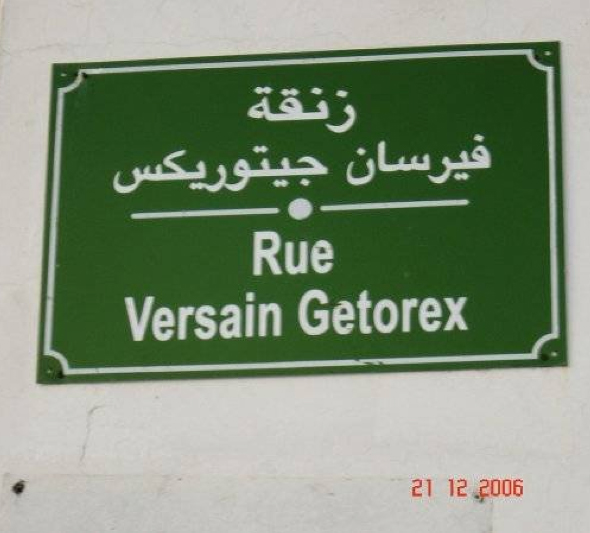 زنقة
فيرسان جيتوريكس
Rue
Versain Getorex
21 12 2006